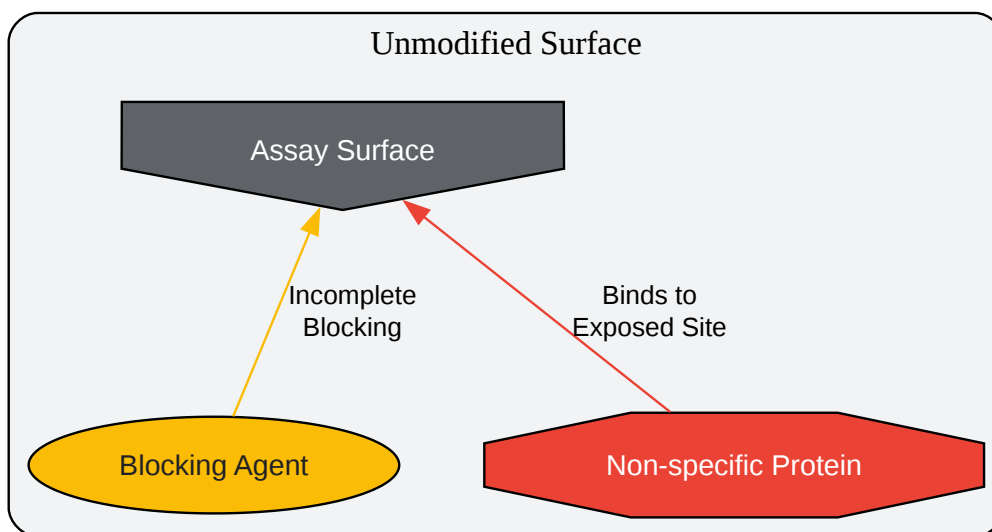 Unmodified Surface
Assay Surface
Incomplete
Blocking
Binds to
Exposed Site
Blocking Agent
Non-specific Protein